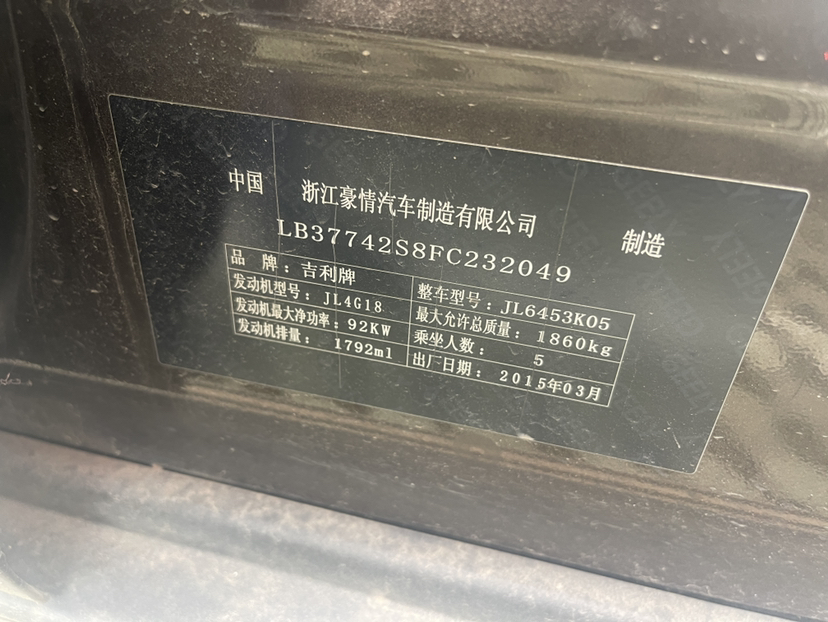 中国 浙江豪情汽车制造有限公司 制造
LB37742S8FC232049
品 牌：吉利牌 整车型号：JL6453K05
发动机型号：JL4G18 最大允许总质量：1860kg
发动机最大净功率：92KW 乘坐人数：5
发动机排量：1792ml 出厂日期：2015年03月